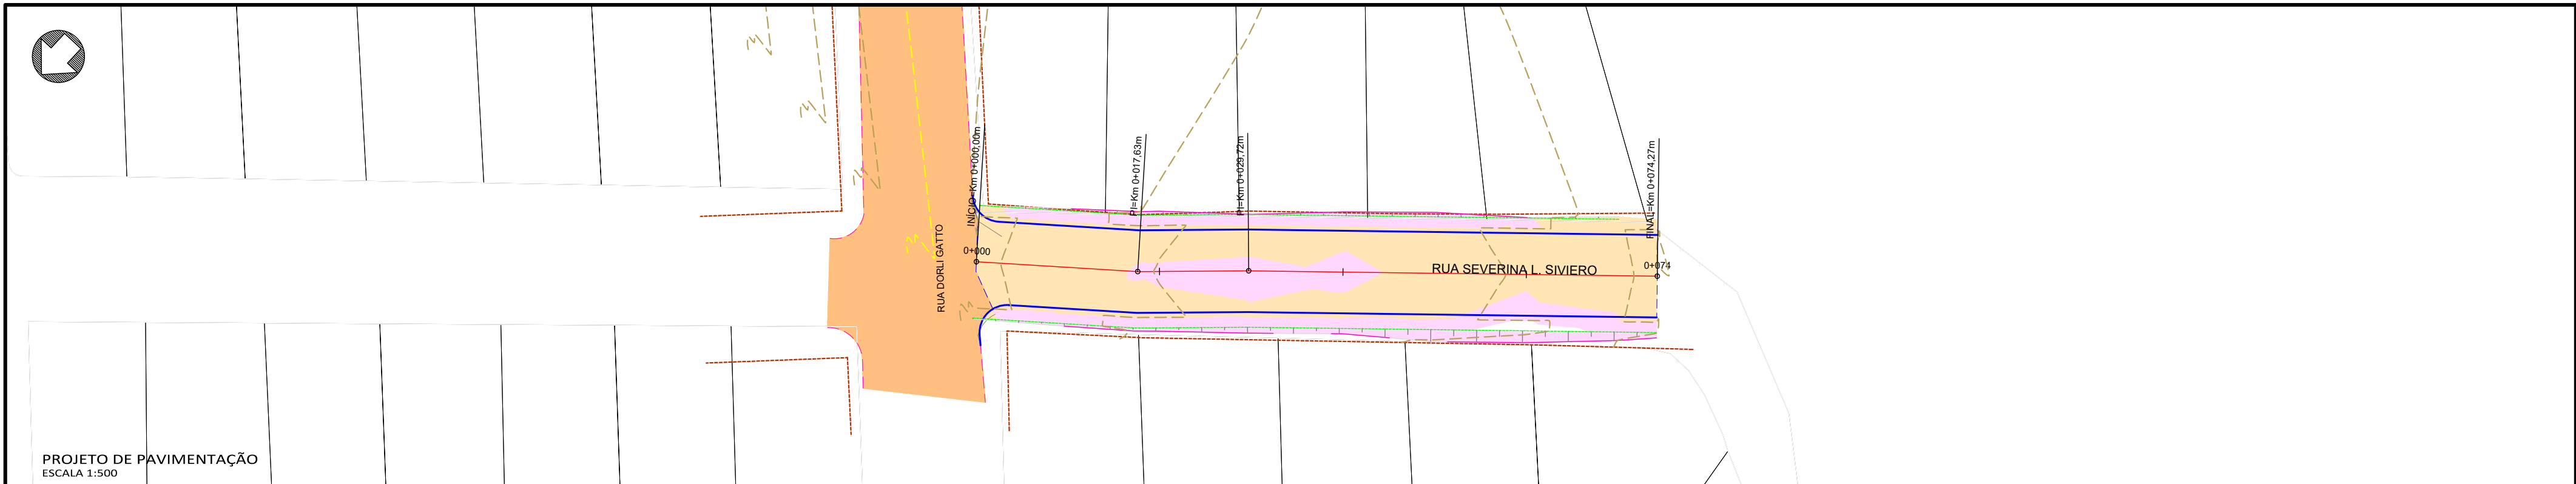 INÍCIO=Km 0+000,00m
PI=Km 0+017,63m
PI=Km 0+029,72m
FINAL=Km 0+074,27m
RUA DORLI GATTO
0+000
RUA SEVERINA L. SIVIERO
0+074
PROJETO DE PAVIMENTAÇÃO
ESCALA 1:500